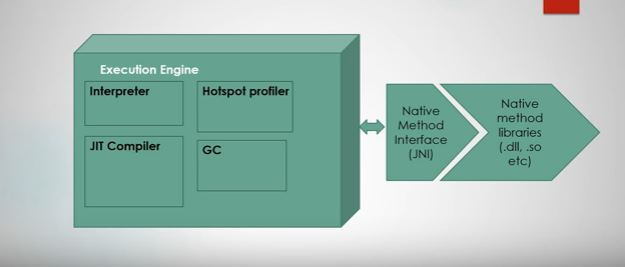 Execution Engine
Interpreter
Hotspot profiler
JIT Compiler
GC
Native
Method
Interface
(JNI)
Native
method
libraries
(.dll, .so
etc)